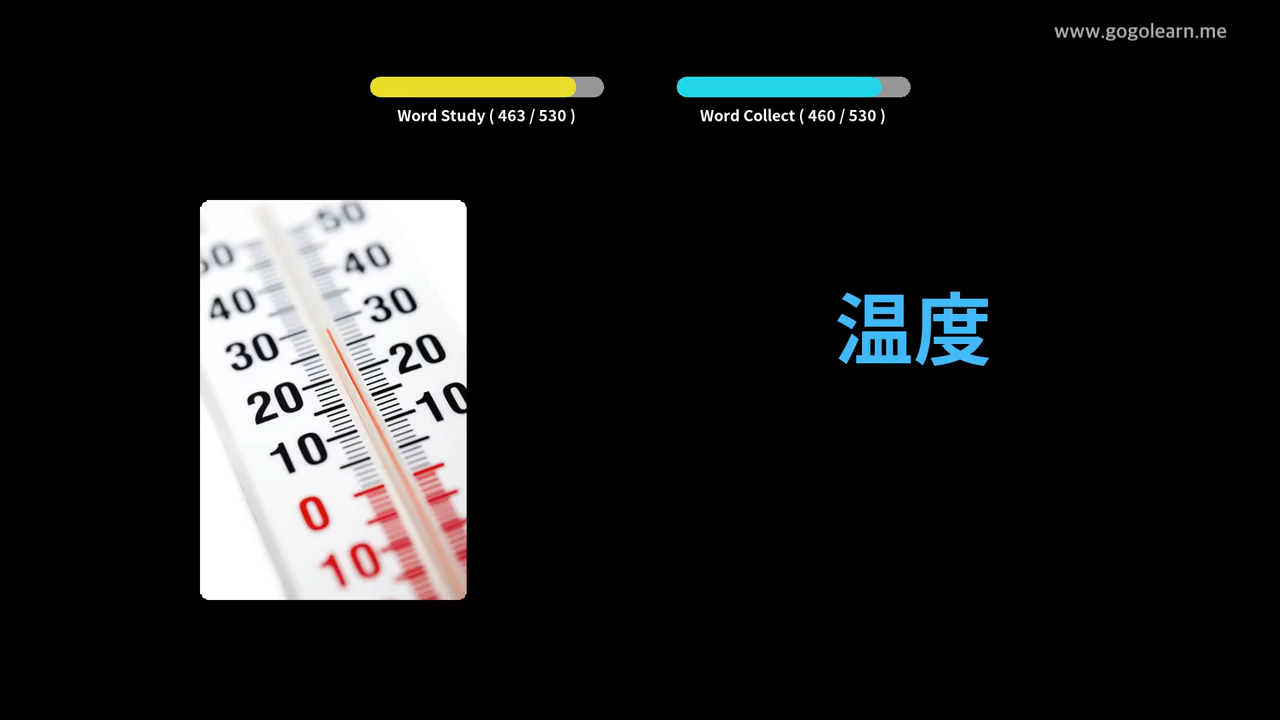 www.gogolearn.me
Word Study ( 463 / 530 )
Word Collect ( 460 / 530 )
温度
50
40 40
30 30
20 20
10 10
0
10